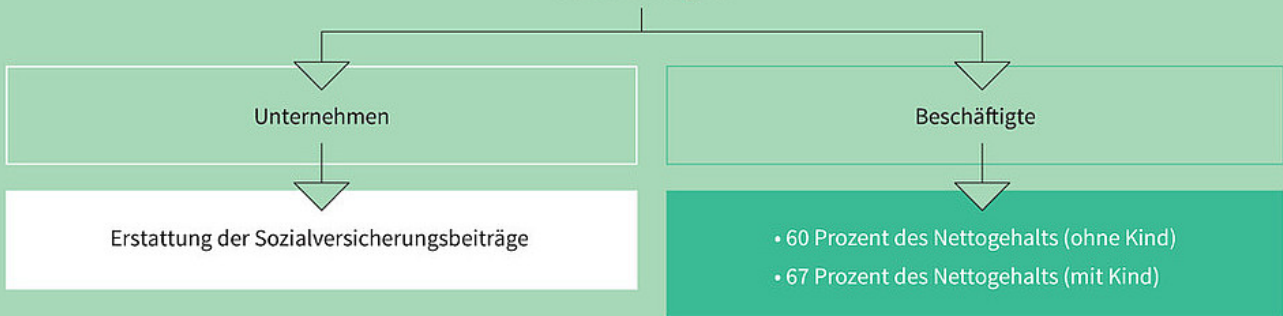 Unternehmen
Beschäftigte
Erstattung der Sozialversicherungsbeiträge
• 60 Prozent des Nettogehalts (ohne Kind)
• 67 Prozent des Nettogehalts (mit Kind)